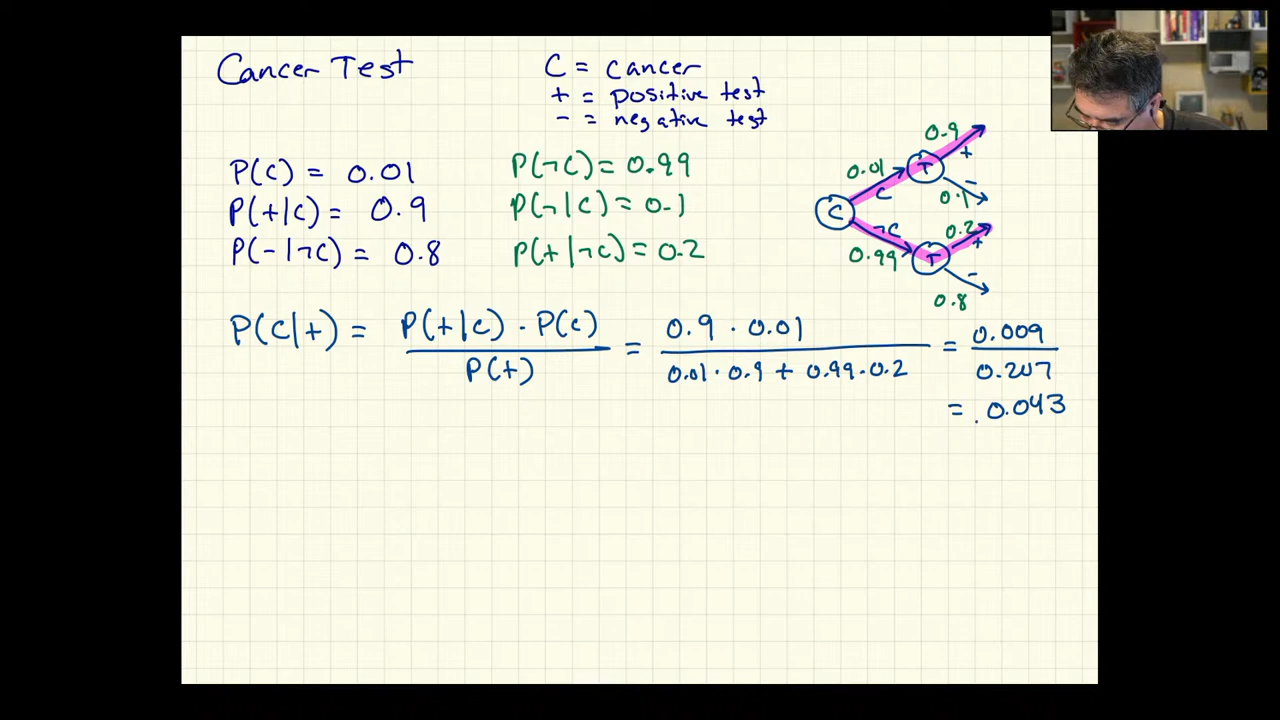 Cancer Test
C = cancer
+ = positive test
- = negative test
P(C) = 0.01
P(¬C) = 0.99
P(+|C) = 0.9
P(¬|C) = 0.1
P(-|¬C) = 0.8
P(+|¬C) = 0.2
0.9
+
0.01
T
C
-
0.1
C
¬C
0.2
+
0.99
T
-
0.8
P(C|+) = P(+|C) · P(C) / P(+) = 0.9 · 0.01 / 0.01 · 0.9 + 0.99 · 0.2 = 0.009 / 0.207
= 0.043